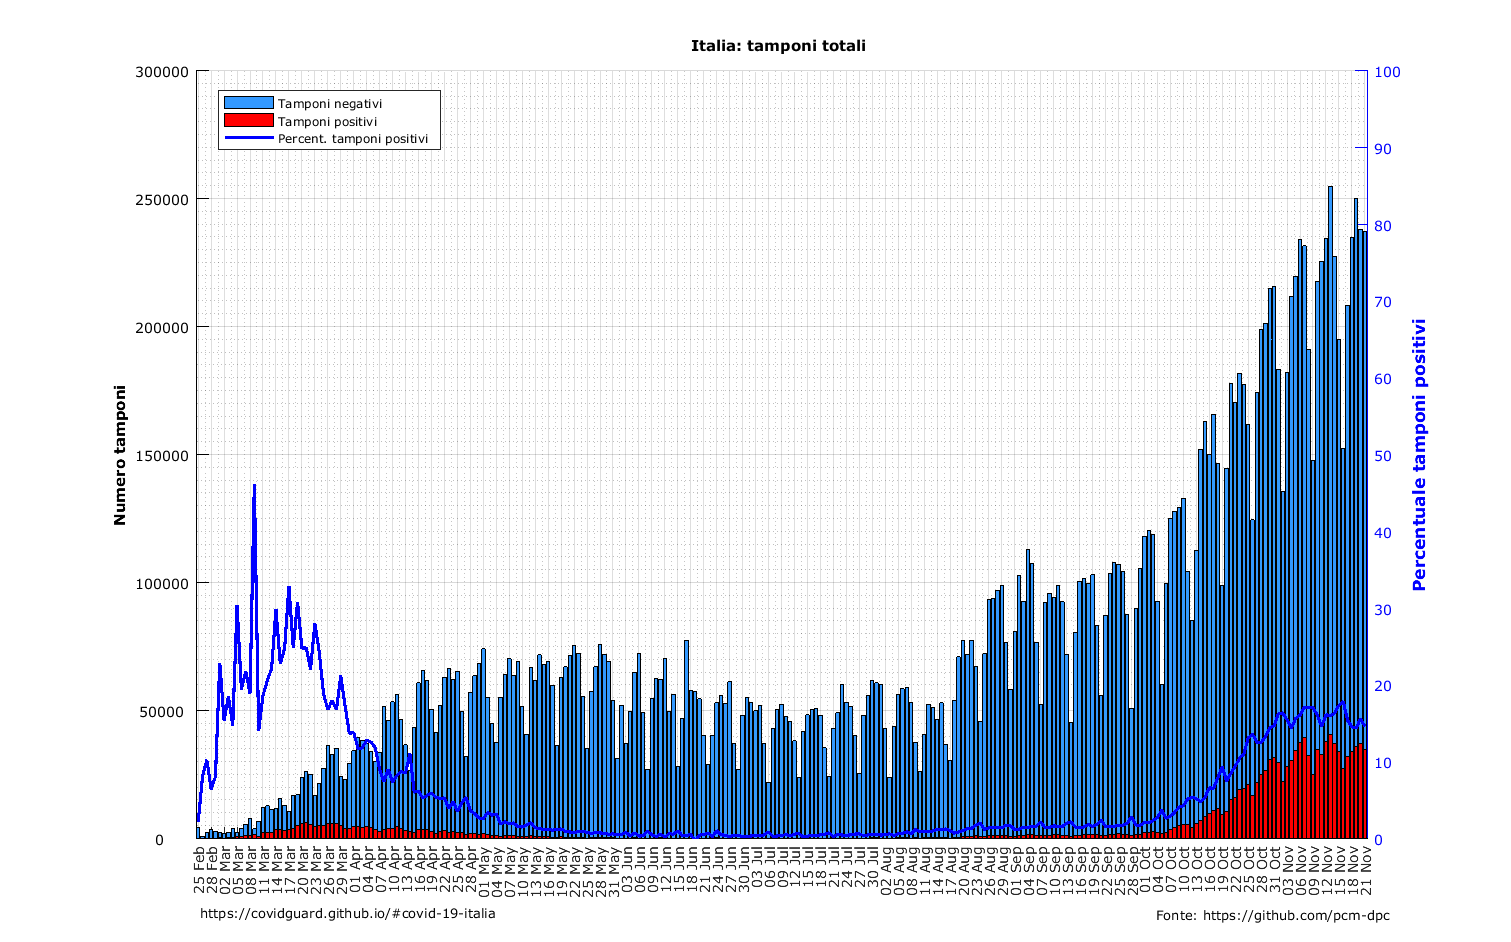 Italia: tamponi totali
300000
250000
200000
150000
100000
50000
0
Numero tamponi
Tamponi negativi
Tamponi positivi
Percent. tamponi positivi
100
90
80
70
60
50
40
30
20
10
0
Percentuale tamponi positivi
25 Feb
28 Feb
02 Mar
05 Mar
08 Mar
11 Mar
14 Mar
17 Mar
20 Mar
23 Mar
26 Mar
29 Mar
01 Apr
04 Apr
07 Apr
10 Apr
13 Apr
16 Apr
19 Apr
22 Apr
25 Apr
28 Apr
01 May
04 May
07 May
10 May
13 May
16 May
19 May
22 May
25 May
28 May
31 May
03 Jun
06 Jun
09 Jun
12 Jun
15 Jun
18 Jun
21 Jun
24 Jun
27 Jun
30 Jun
03 Jul
06 Jul
09 Jul
12 Jul
15 Jul
18 Jul
21 Jul
24 Jul
27 Jul
30 Jul
02 Aug
05 Aug
08 Aug
11 Aug
14 Aug
17 Aug
20 Aug
23 Aug
26 Aug
29 Aug
01 Sep
04 Sep
07 Sep
10 Sep
13 Sep
16 Sep
19 Sep
22 Sep
25 Sep
28 Sep
01 Oct
04 Oct
07 Oct
10 Oct
13 Oct
16 Oct
19 Oct
22 Oct
25 Oct
28 Oct
31 Oct
03 Nov
06 Nov
09 Nov
12 Nov
15 Nov
18 Nov
21 Nov
https://covidguard.github.io/#covid-19-italia
Fonte: https://github.com/pcm-dpc